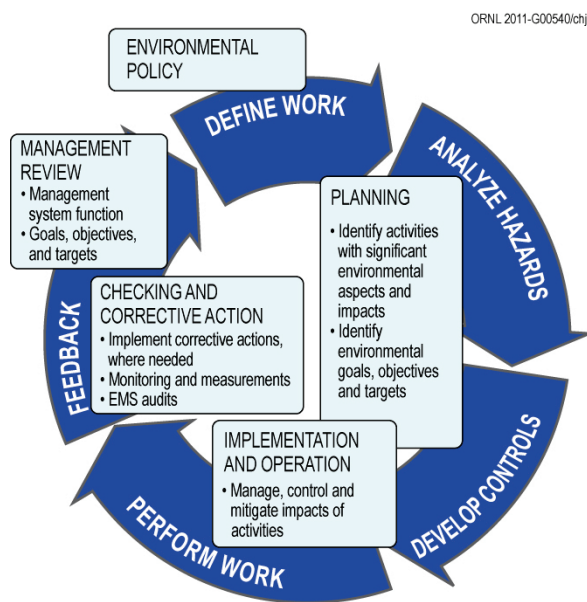 ORNL 2011-G00540/chj
ENVIRONMENTAL
POLICY
DEFINE WORK
ANALYZE HAZARDS
MANAGEMENT
REVIEW
• Management
system function
• Goals, objectives,
and targets
PLANNING
• Identify activities
with significant
environmental
aspects and
impacts
• Identify
environmental
goals, objectives
and targets
CHECKING AND
CORRECTIVE ACTION
• Implement corrective actions,
where needed
• Monitoring and measurements
• EMS audits
FEEDBACK
IMPLEMENTATION
AND OPERATION
• Manage, control and
mitigate impacts of
activities
DEVELOP CONTROLS
PERFORM WORK